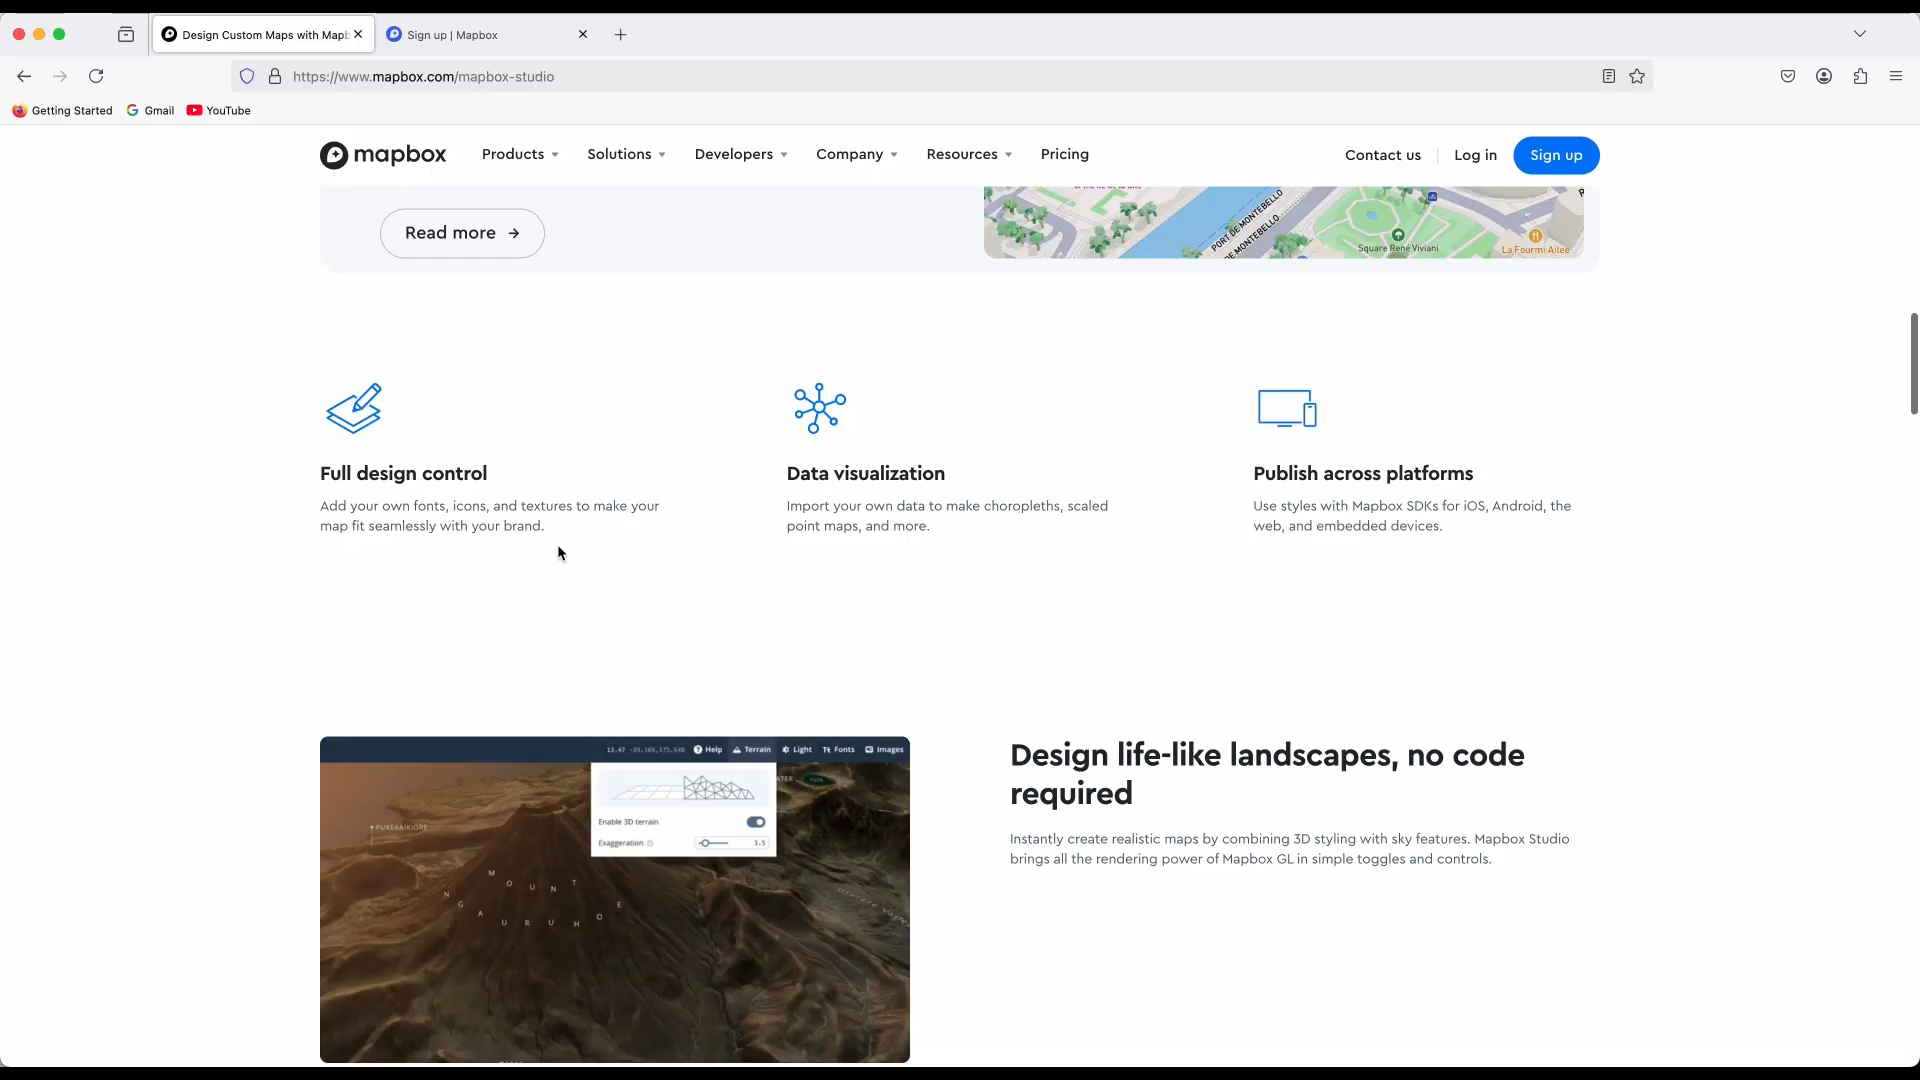 Design Custom Maps with Mapb
Sign up | Mapbox
https://www.mapbox.com/mapbox-studio
Getting Started
Gmail
YouTube
mapbox
Products
Solutions
Developers
Company
Resources
Pricing
Contact us
Log in
Sign up
Read more →
PORT DE MONTEBELLO
DE MONTEBELLO
Square René Viviani
La Fourmi Ailée
Full design control
Add your own fonts, icons, and textures to make your
map fit seamlessly with your brand.
Data visualization
Import your own data to make choropleths, scaled
point maps, and more.
Publish across platforms
Use styles with Mapbox SDKs for iOS, Android, the
web, and embedded devices.
Help
Terrain
Light
Fonts
Images
Enable 3D terrain
Exaggeration
1.5
PUKEKAIKIORE
MOUNT
NGAURUHOE
Design life-like landscapes, no code
required
Instantly create realistic maps by combining 3D styling with sky features. Mapbox Studio
brings all the rendering power of Mapbox GL in simple toggles and controls.